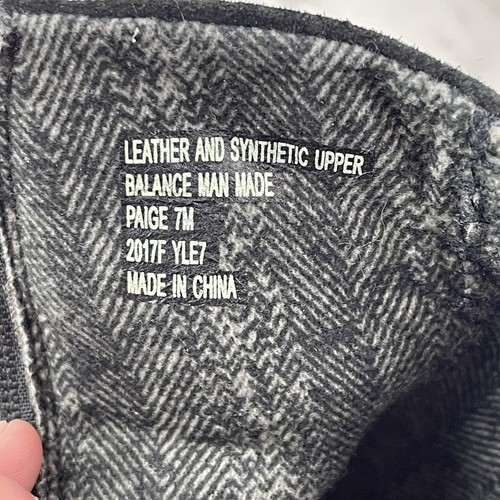 LEATHER AND SYNTHETIC UPPER
BALANCE MAN MADE
PAIGE 7M
2017F YLE7
MADE IN CHINA